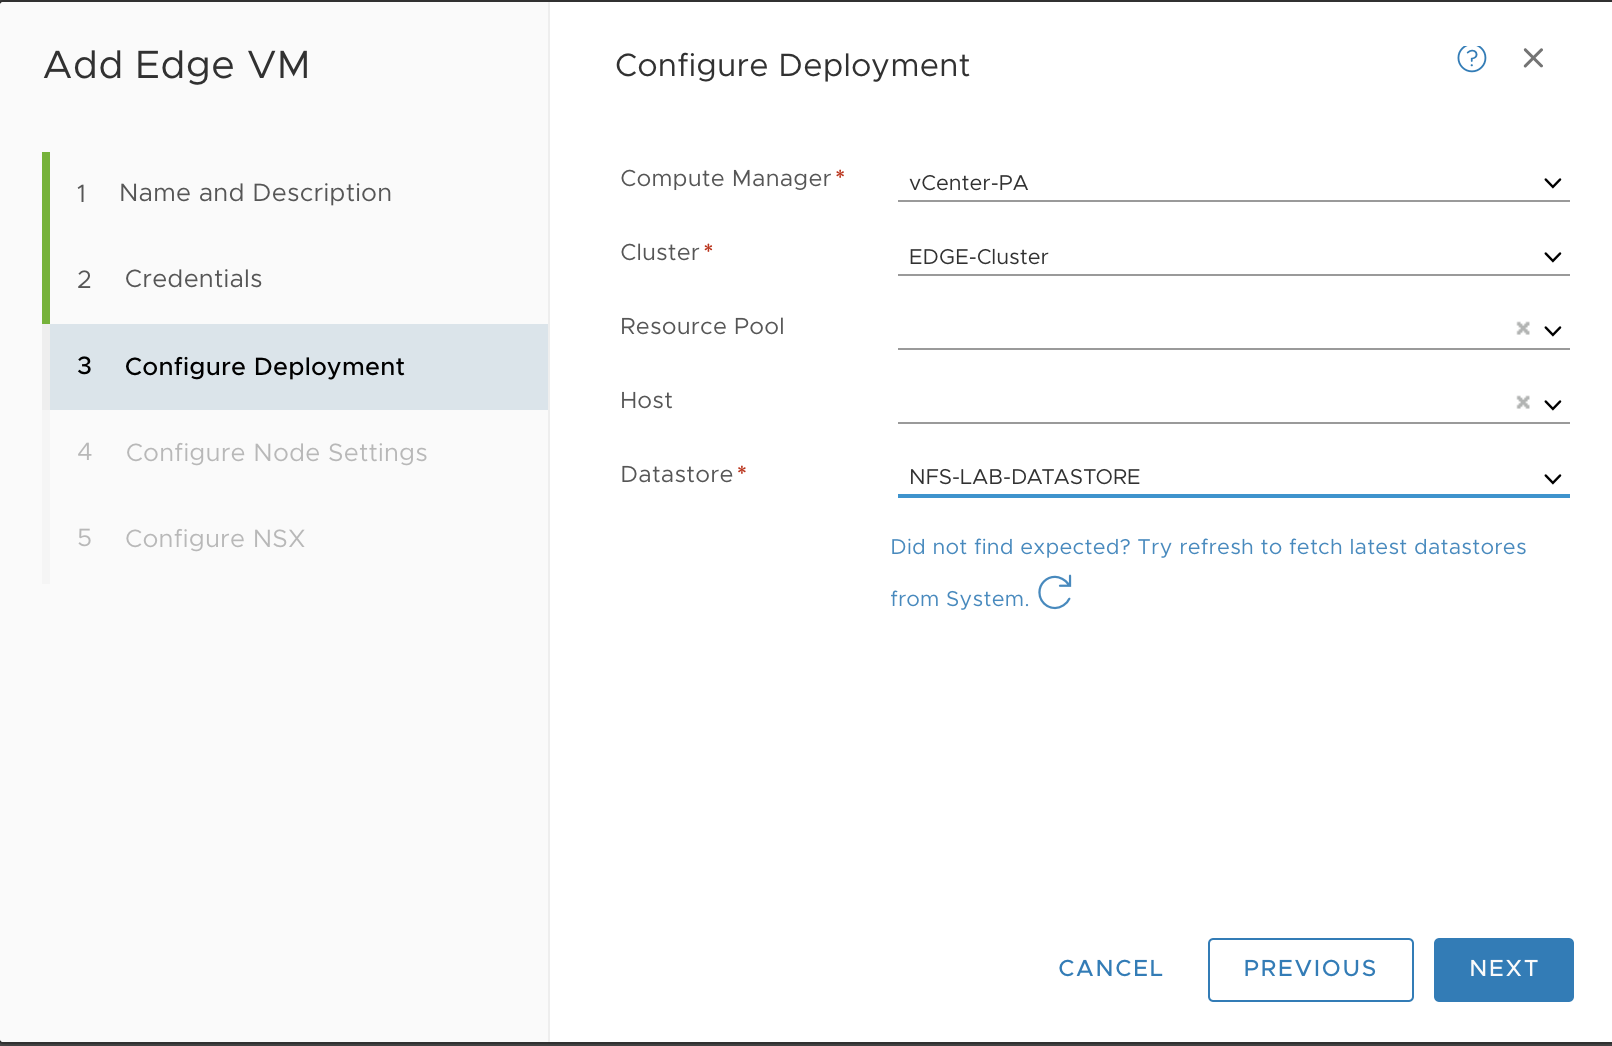 Add Edge VM
1 Name and Description
2 Credentials
3 Configure Deployment
4 Configure Node Settings
5 Configure NSX
Configure Deployment
?
Compute Manager* vCenter-PA
Cluster* EDGE-Cluster
Resource Pool
Host
Datastore* NFS-LAB-DATASTORE
Did not find expected? Try refresh to fetch latest datastores
from System.
CANCEL PREVIOUS NEXT